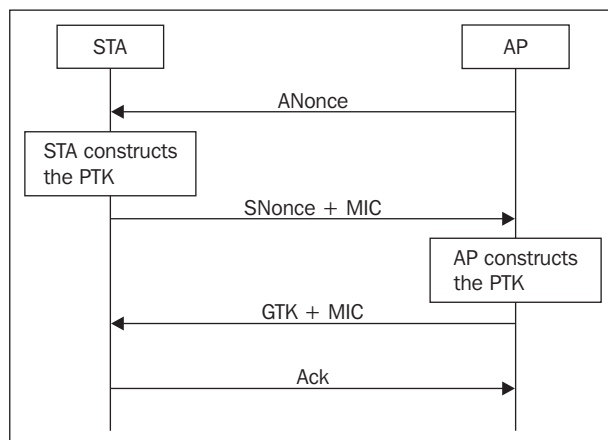 STA
AP
ANonce
STA constructs
the PTK
SNonce + MIC
AP constructs
the PTK
GTK + MIC
Ack